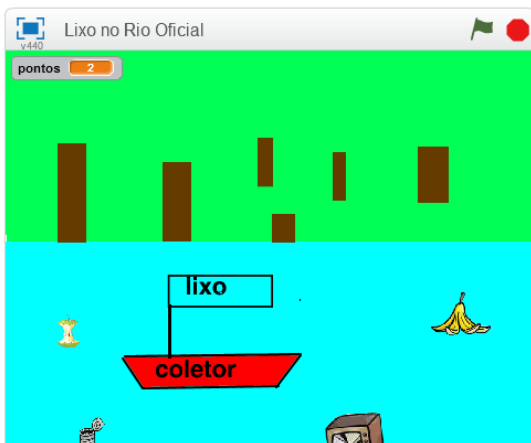 Lixo no Rio Oficial
v440
pontos 2
lixo
coletor